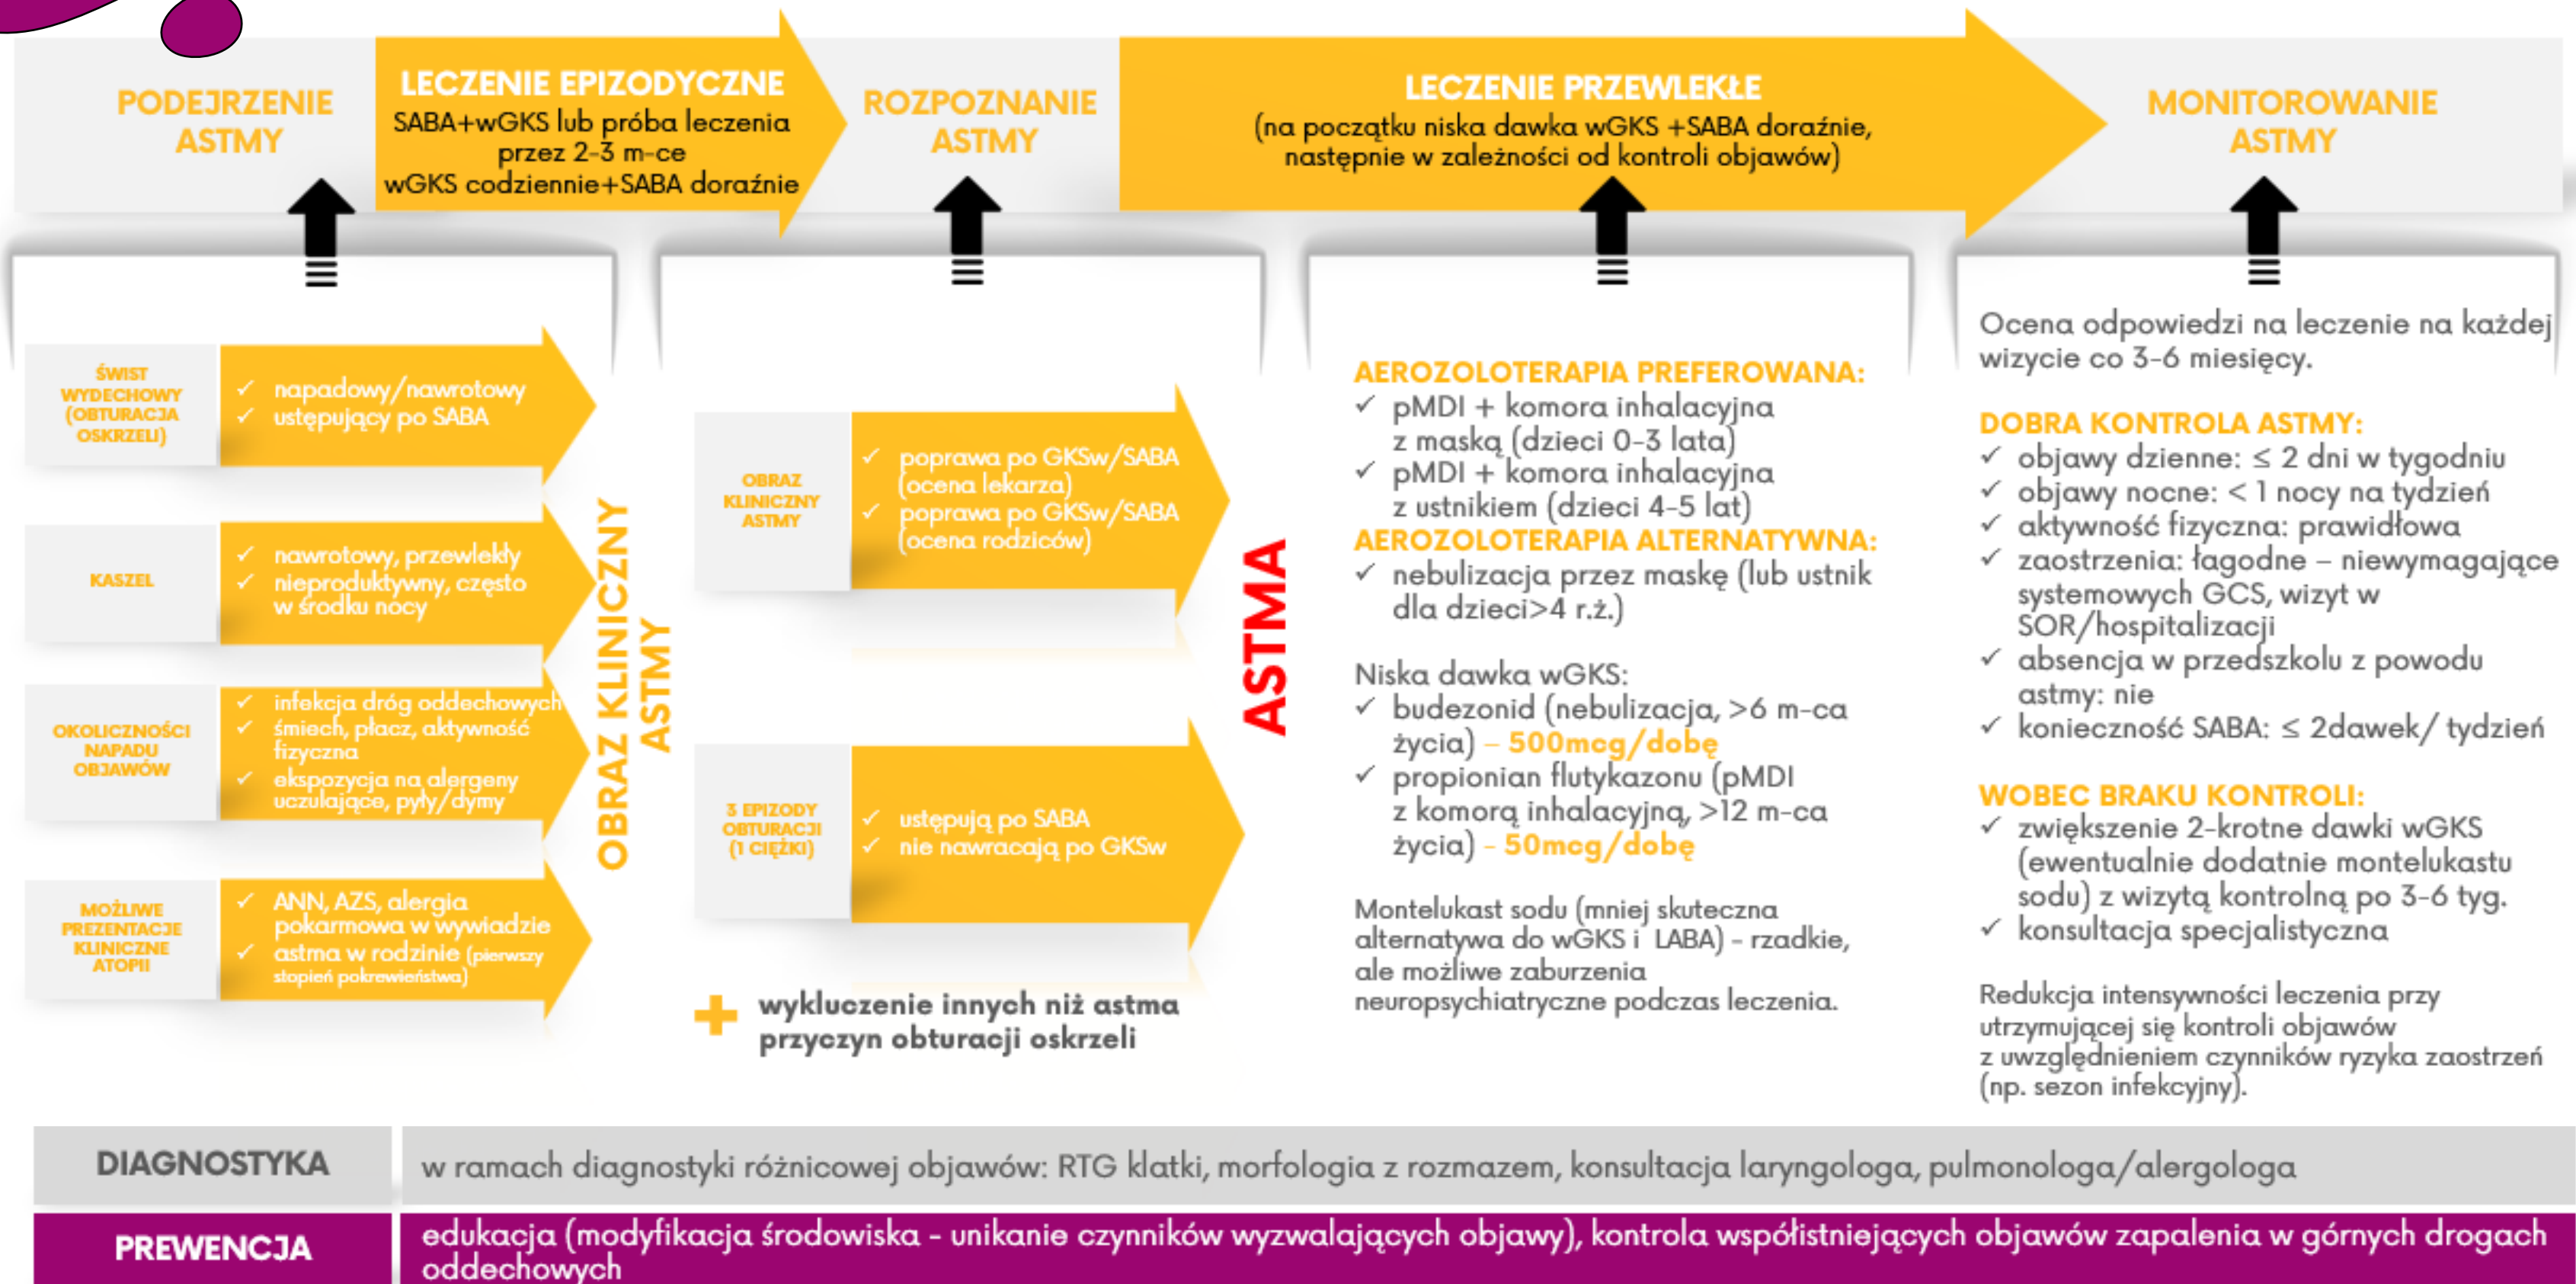 PODEJRZENIE
ASTMY
LECZENIE EPIZODYCZNE
SABA+wGKS lub próba leczenia
przez 2-3 m-ce
wGKS codziennie+SABA doraźnie
ROZPOZNANIE
ASTMY
LECZENIE PRZEWLEKŁE
(na początku niska dawka wGKS +SABA doraźnie,
następnie w zależności od kontroli objawów)
MONITOROWANIE
ASTMY
ŚWIST
WYDECHOWY
(OBTURACJA
OSKRZELI)
✓ napadowy/nawrotowy
✓ ustępujący po SABA
KASZEL
✓ nawrotowy, przewlekły
✓ nieproduktywny, często
w środku nocy
OKOLICZNOŚCI
NAPADU
OBJAWÓW
✓ infekcja dróg oddechowych
✓ śmiech, płacz, aktywność
fizyczna
✓ ekspozycja na alergeny
uczulające, pyły/dymy
MOŻLIWE
PREZENTACJE
KLINICZNE
ATOPII
✓ ANN, AZS, alergia
pokarmowa w wywiadzie
✓ astma w rodzinie (pierwszy
stopień pokrewieństwa)
OBRAZ KLINICZNY
ASTMY
OBRAZ
KLINICZNY
ASTMY
✓ poprawa po GKSw/SABA
(ocena lekarza)
✓ poprawa po GKSw/SABA
(ocena rodziców)
3 EPIZODY
OBTURACJI
(1 CIĘŻKI)
✓ ustępują po SABA
✓ nie nawracają po GKSw
+ wykluczenie innych niż astma
przyczyn obturacji oskrzeli
ASTMA
AEROZOLOTERAPIA PREFEROWANA:
✓ pMDI + komora inhalacyjna
z maską (dzieci 0-3 lata)
✓ pMDI + komora inhalacyjna
z ustnikiem (dzieci 4-5 lat)
AEROZOLOTERAPIA ALTERNATYWNA:
✓ nebulizacja przez maskę (lub ustnik
dla dzieci>4 r.ż.)
Niska dawka wGKS:
✓ budezonid (nebulizacja, >6 m-ca
życia) – 500mcg/dobę
✓ propionian flutykazonu (pMDI
z komorą inhalacyjną, >12 m-ca
życia) - 50mcg/dobę
Montelukast sodu (mniej skuteczna
alternatywa do wGKS i LABA) - rzadkie,
ale możliwe zaburzenia
neuropsychiatryczne podczas leczenia.
Ocena odpowiedzi na leczenie na każdej
wizycie co 3-6 miesięcy.
DOBRA KONTROLA ASTMY:
✓ objawy dzienne: ≤ 2 dni w tygodniu
✓ objawy nocne: < 1 nocy na tydzień
✓ aktywność fizyczna: prawidłowa
✓ zaostrzenia: łagodne – niewymagające
systemowych GCS, wizyt w
SOR/hospitalizacji
✓ absencja w przedszkolu z powodu
astmy: nie
✓ konieczność SABA: ≤ 2dawek/ tydzień
WOBEC BRAKU KONTROLI:
✓ zwiększenie 2-krotne dawki wGKS
(ewentualnie dodatnie montelukastu
sodu) z wizytą kontrolną po 3-6 tyg.
✓ konsultacja specjalistyczna
Redukcja intensywności leczenia przy
utrzymującej się kontroli objawów
z uwzględnieniem czynników ryzyka zaostrzeń
(np. sezon infekcyjny).
DIAGNOSTYKA
w ramach diagnostyki różnicowej objawów: RTG klatki, morfologia z rozmazem, konsultacja laryngologa, pulmonologa/alergologa
PREWENCJA
edukacja (modyfikacja środowiska - unikanie czynników wyzwalających objawy), kontrola współistniejących objawów zapalenia w górnych drogach
oddechowych